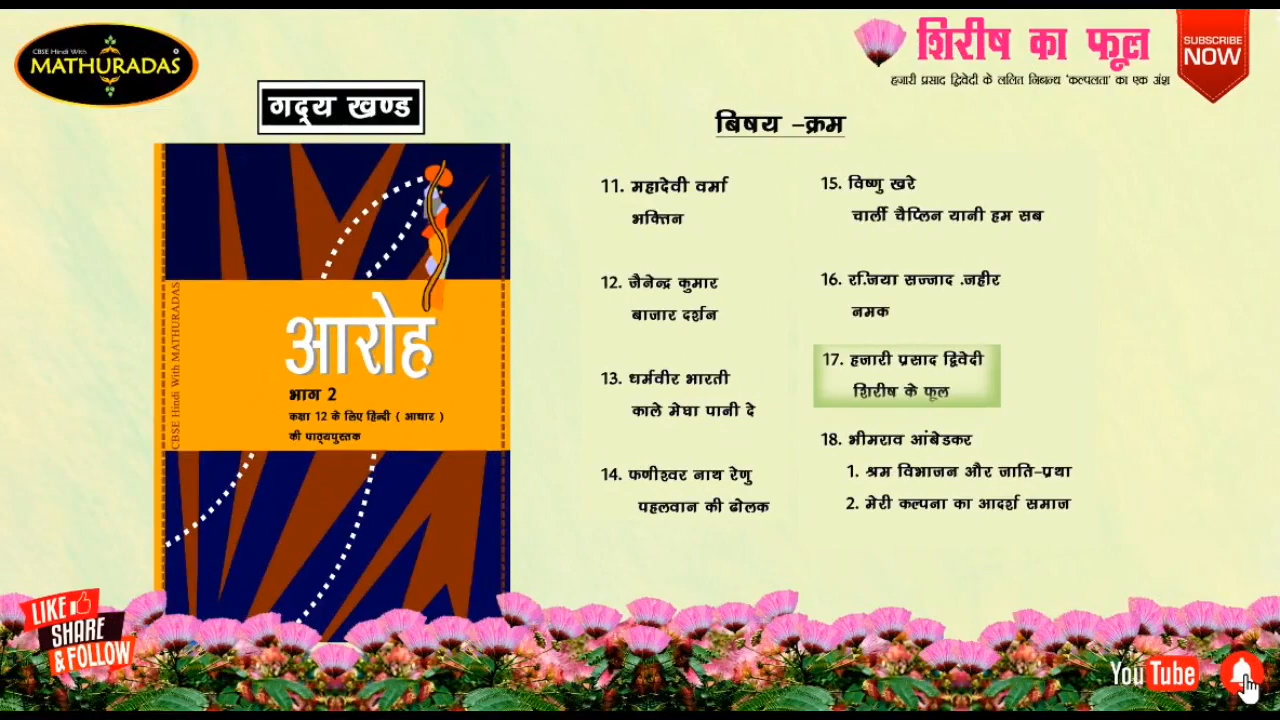 CBSE Hindi With
MATHURADAS
शिरीष का फूल
हजारी प्रसाद द्विवेदी के ललित निबन्ध 'कल्पलता' का एक अंश
SUBSCRIBE
NOW
गद्य खण्ड
बिषय -क्रम
आरोह
भाग 2
कक्षा 12 के लिए हिन्दी ( आधार )
की पाठ्यपुस्तक
CBSE Hindi With MATHURADAS
11. महादेवी वर्मा
भक्तिन
12. जैनेन्द्र कुमार
बाजार दर्शन
13. धर्मवीर भारती
काले मेघा पानी दे
14. फणीश्वर नाथ रेणु
पहलवान की ढोलक
15. विष्णु खरे
चार्ली चैप्लिन यानी हम सब
16. रज़िया सज्जाद .जहीर
नमक
17. हजारी प्रसाद द्विवेदी
शिरीष के फूल
18. भीमराव आंबेडकर
1. श्रम विभाजन और जाति-प्रथा
2. मेरी कल्पना का आदर्श समाज
LIKE
SHARE
& FOLLOW
YouTube